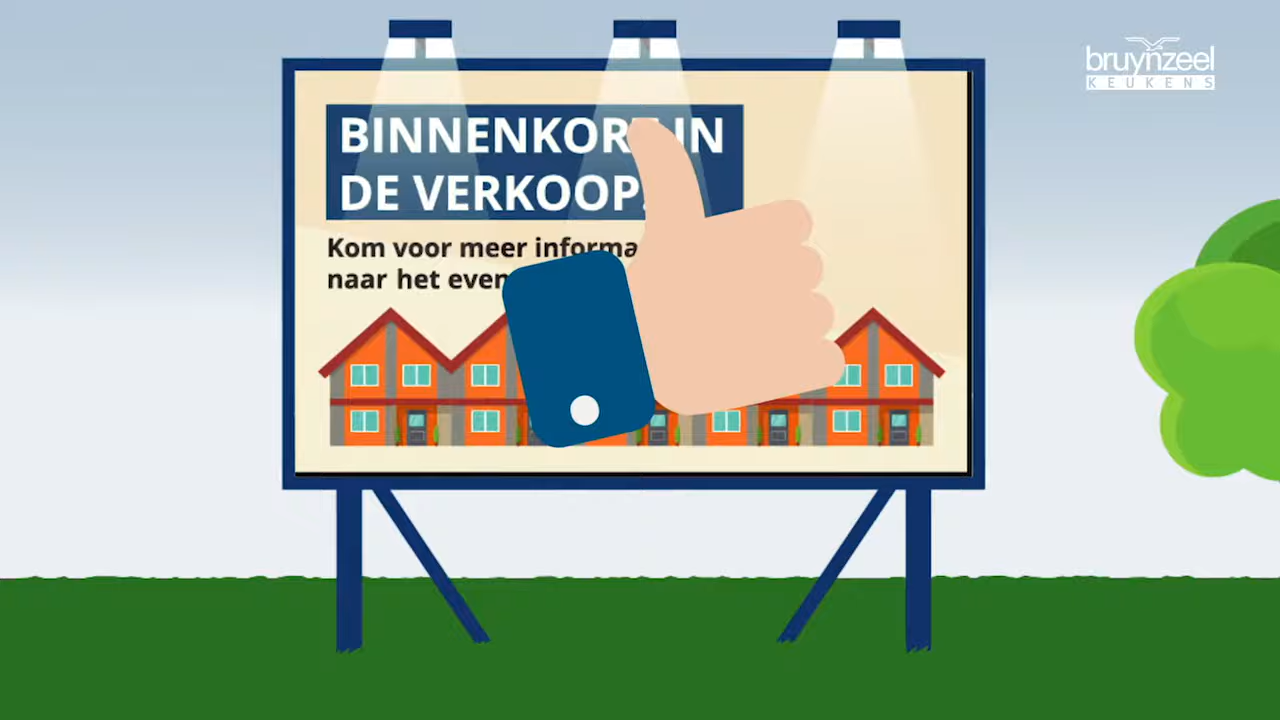 bruynzeel
KEUKENS
BINNENKORT IN
DE VERKOOP.
Kom voor meer informa
naar het even